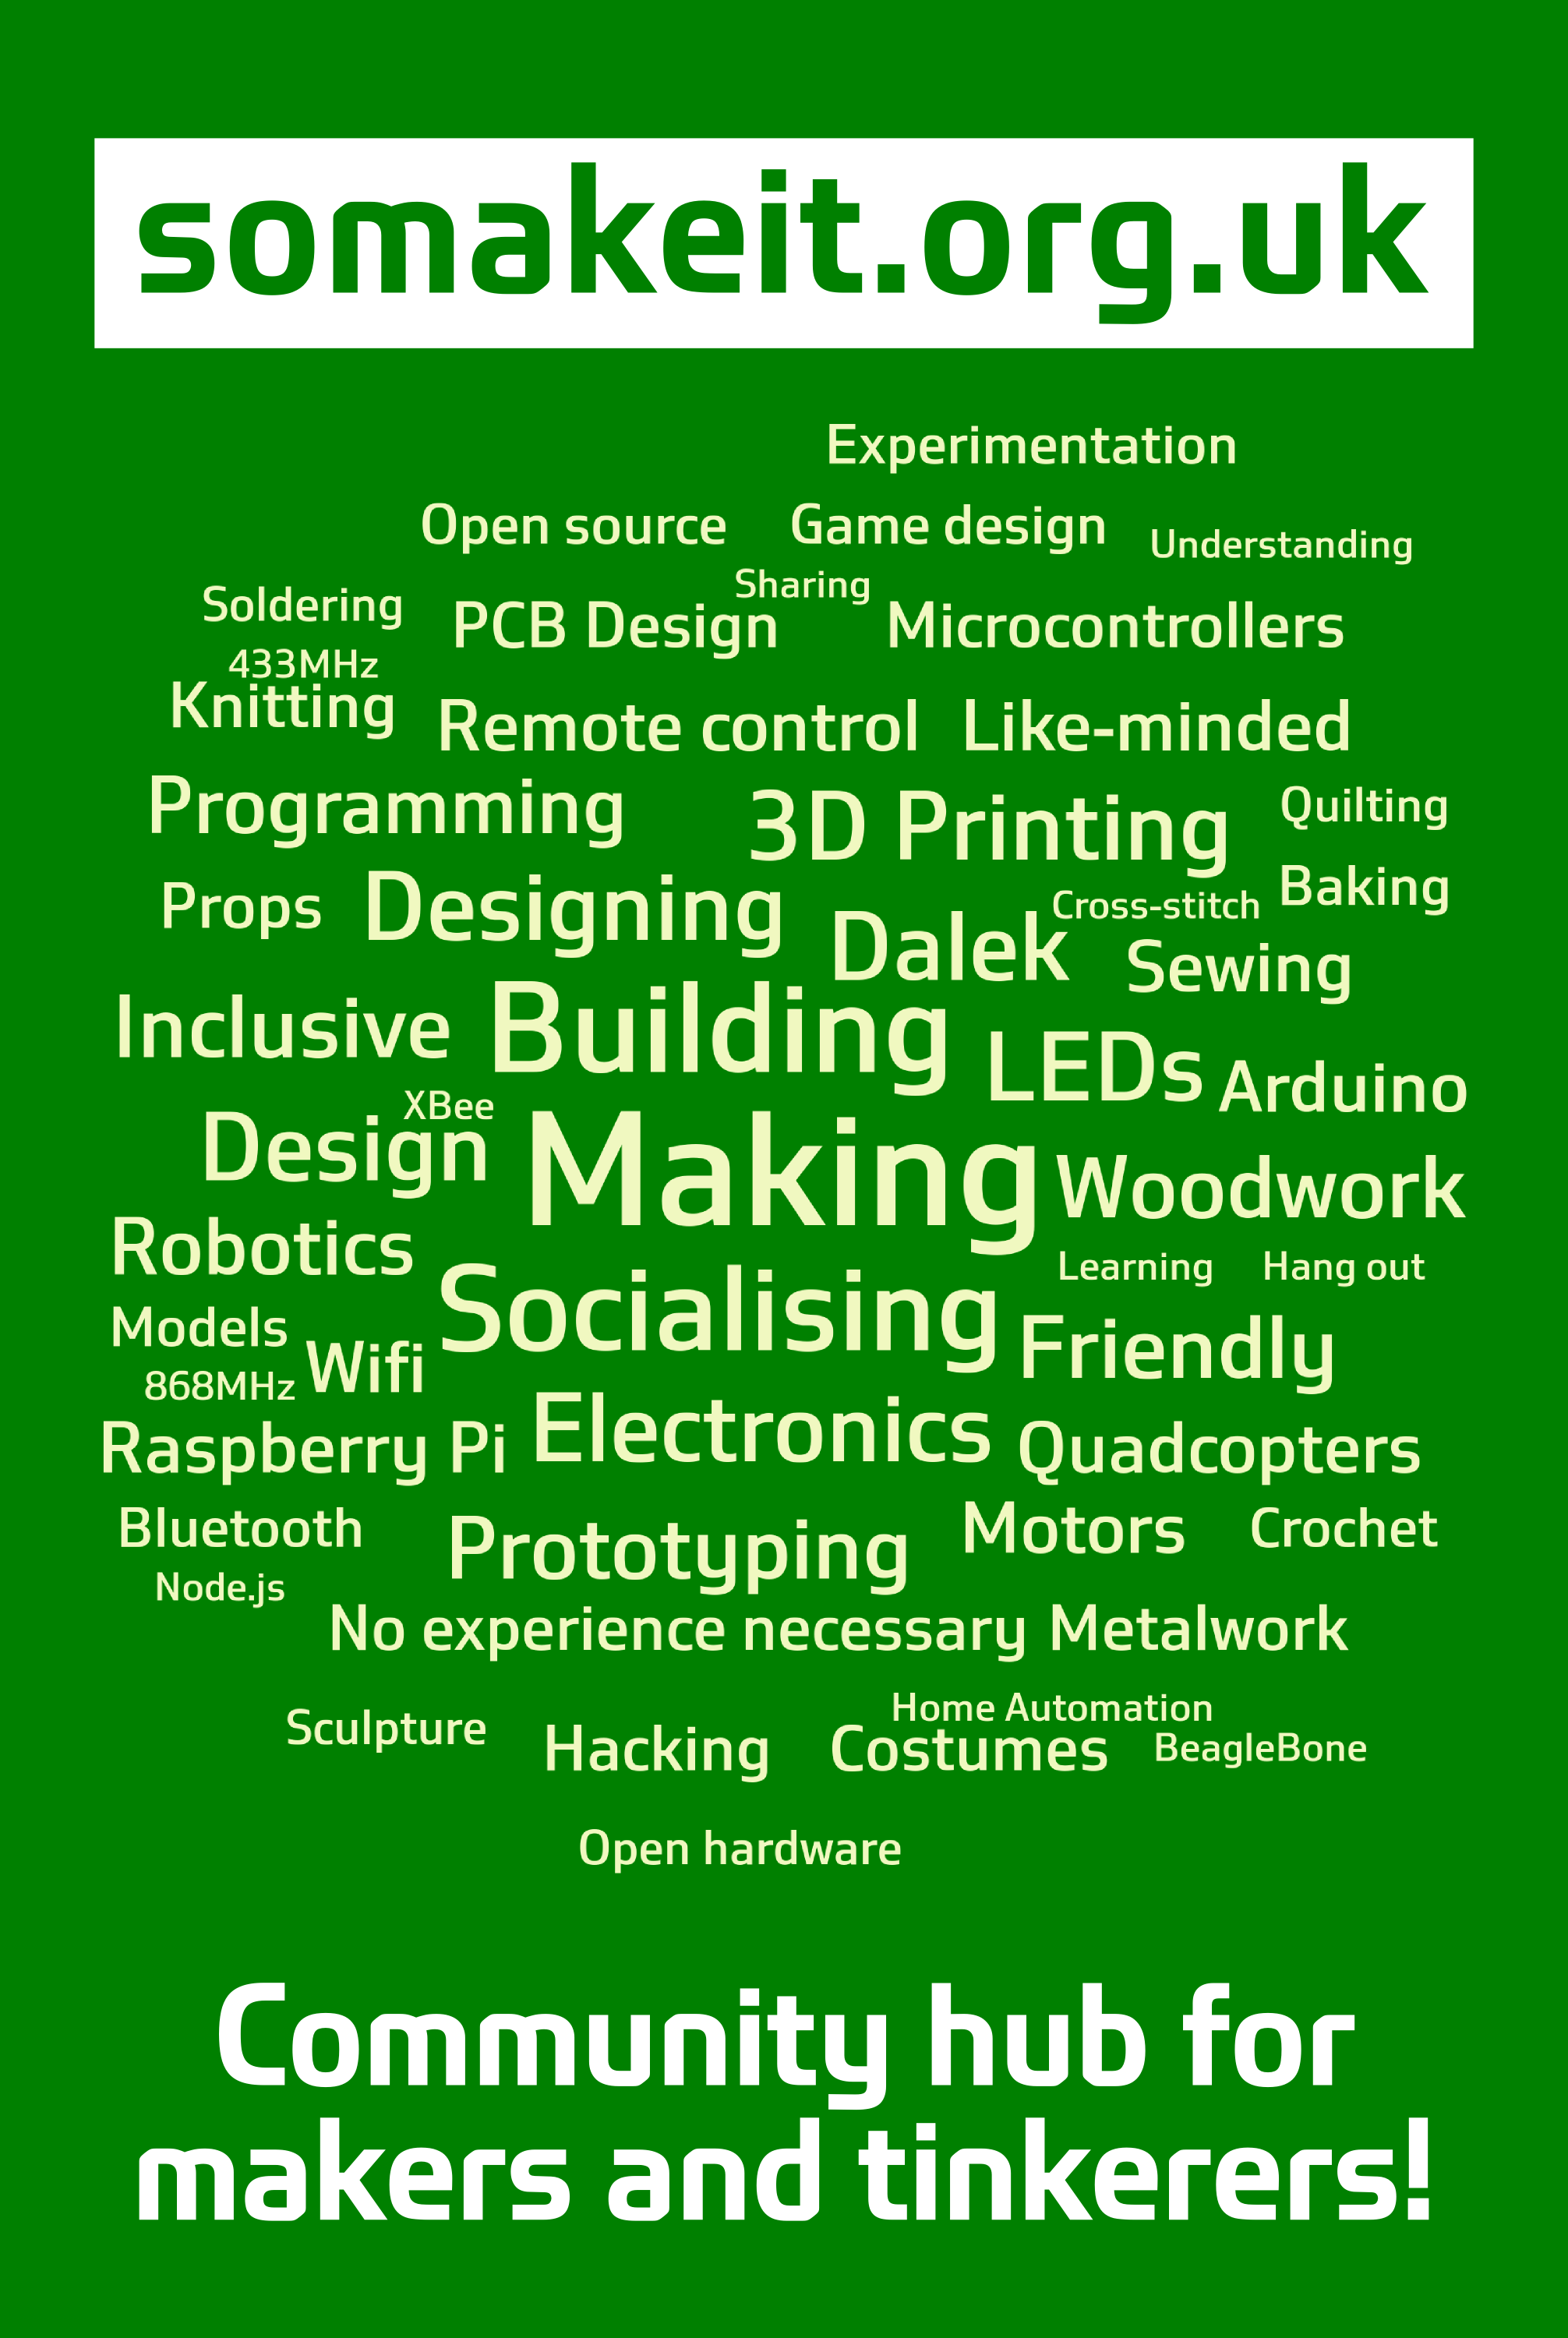 somakeit.org.uk
Experimentation
Open source Game design Understanding
Sharing
Soldering PCB Design Microcontrollers
433MHz
Knitting Remote control Like-minded
Programming 3D Printing Quilting
Props Designing Cross-stitch Baking
Dalek Sewing
Inclusive Building LEDs Arduino
XBee
Design Making Woodwork
Robotics Learning Hang out
Models Socialising Friendly
868MHz Wifi
Raspberry Pi Electronics Quadcopters
Bluetooth Prototyping Motors Crochet
Node.js
No experience necessary Metalwork
Home Automation
Sculpture Hacking Costumes BeagleBone
Open hardware
Community hub for
makers and tinkerers!